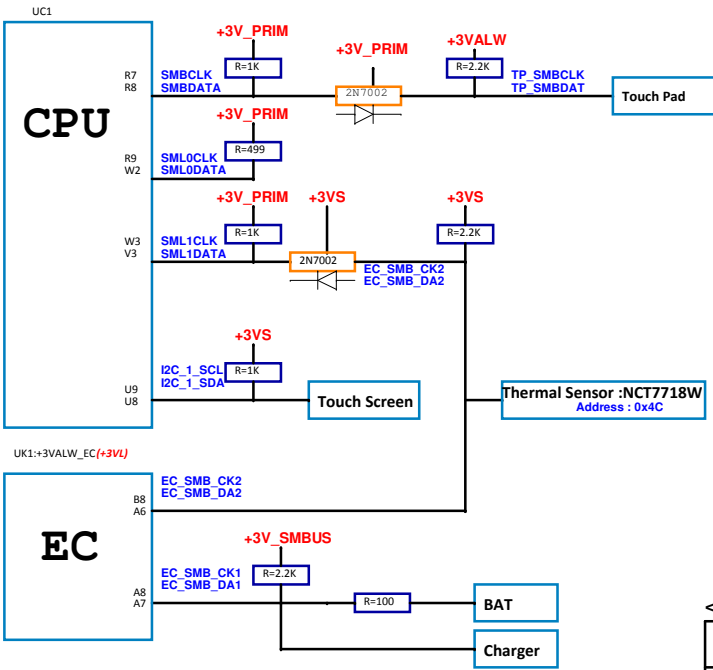 UC1
CPU
R7
R8
SMBCLK
SMBDATA
+3V_PRIM
R=1K
+3V_PRIM
2N7002
+3VALW
R=2.2K
TP_SMBCLK
TP_SMBDAT
Touch Pad
+3V_PRIM
R=499
R9
W2
SML0CLK
SML0DATA
+3V_PRIM
R=1K
+3VS
2N7002
+3VS
R=2.2K
W3
V3
SML1CLK
SML1DATA
EC_SMB_CK2
EC_SMB_DA2
+3VS
R=1K
I2C_1_SCL
I2C_1_SDA
U9
U8
Touch Screen
Thermal Sensor :NCT7718W
Address : 0x4C
UK1:+3VALW_EC(+3VL)
EC
EC_SMB_CK2
EC_SMB_DA2
B8
A6
+3V_SMBUS
R=2.2K
EC_SMB_CK1
EC_SMB_DA1
A8
A7
R=100
BAT
Charger
<